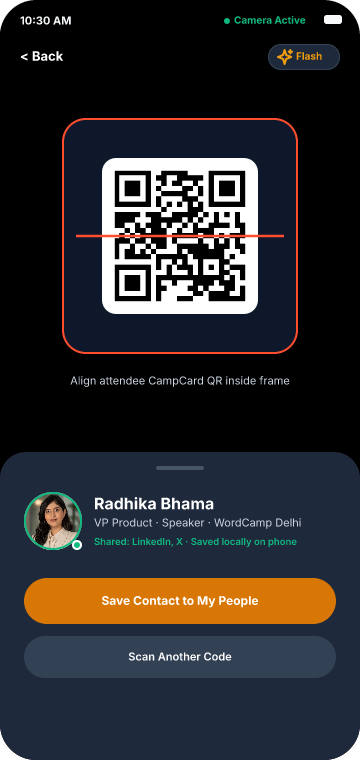 10:30 AM
Camera Active
< Back
Flash
Align attendee CampCard QR inside frame
Radhika Bhama
VP Product · Speaker · WordCamp Delhi
Shared: LinkedIn, X · Saved locally on phone
Save Contact to My People
Scan Another Code